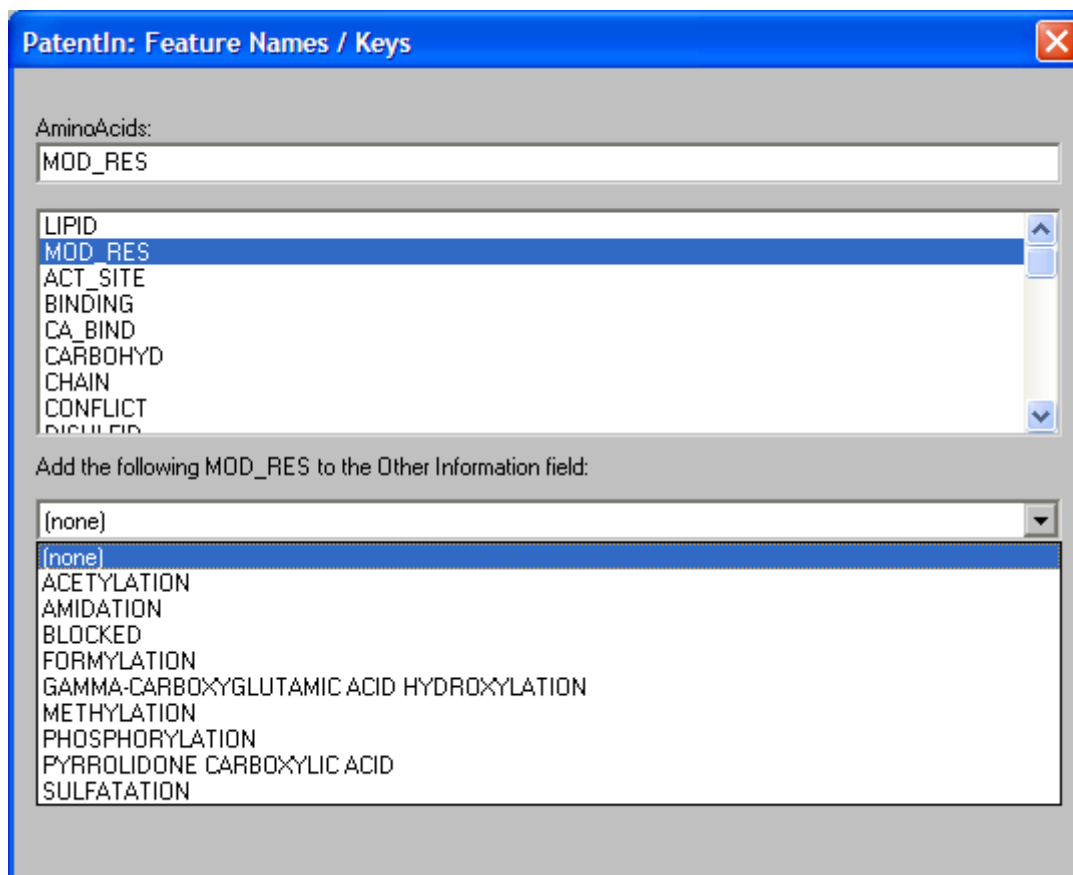 PatentIn: Feature Names / Keys
AminoAcids:
MOD_RES
LIPID
MOD_RES
ACT_SITE
BINDING
CA_BIND
CARBOHYD
CHAIN
CONFLICT
DISULFID
Add the following MOD_RES to the Other Information field:
(none)
(none)
ACETYLATION
AMIDATION
BLOCKED
FORMYLATION
GAMMA-CARBOXYGLUTAMIC ACID HYDROXYLATION
METHYLATION
PHOSPHORYLATION
PYRROLIDONE CARBOXYLIC ACID
SULFATATION